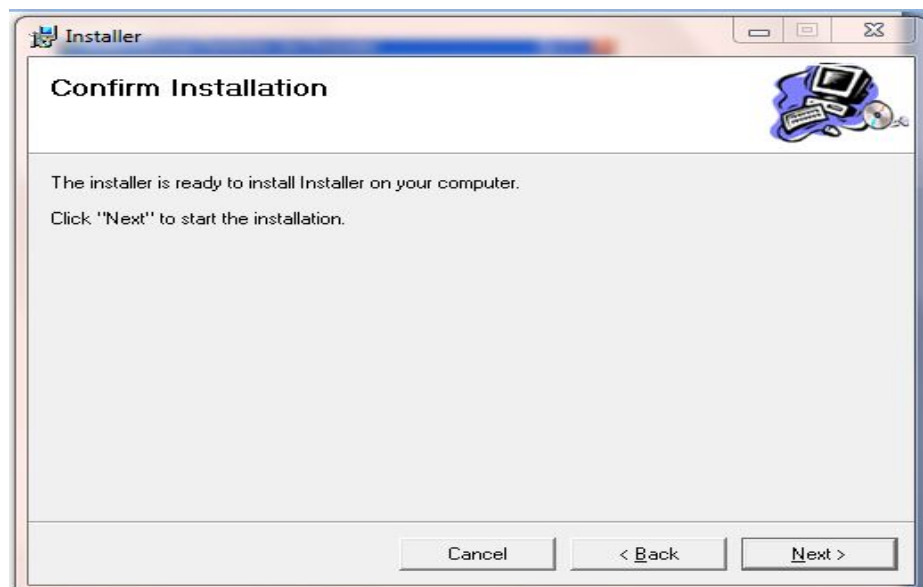 Installer
Confirm Installation
The installer is ready to install Installer on your computer.
Click "Next" to start the installation.
Cancel
< Back
Next >